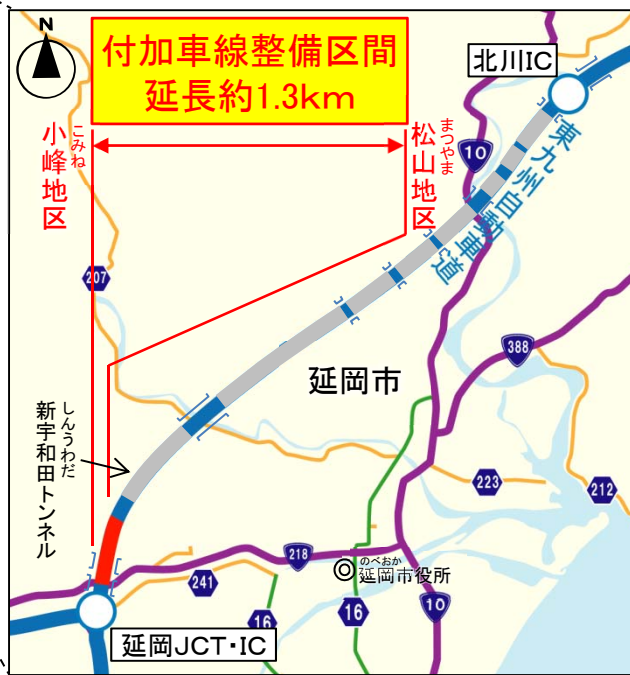 N
付加車線整備区間
延長約1.3km
北川IC
小峰地区
こみね
松山地区
まつやま
10
東九州自動車道
207
388
延岡市
新宇和田トンネル
しんうわだ
223
212
218
のべおか
延岡市役所
241
16
16
10
延岡JCT・IC